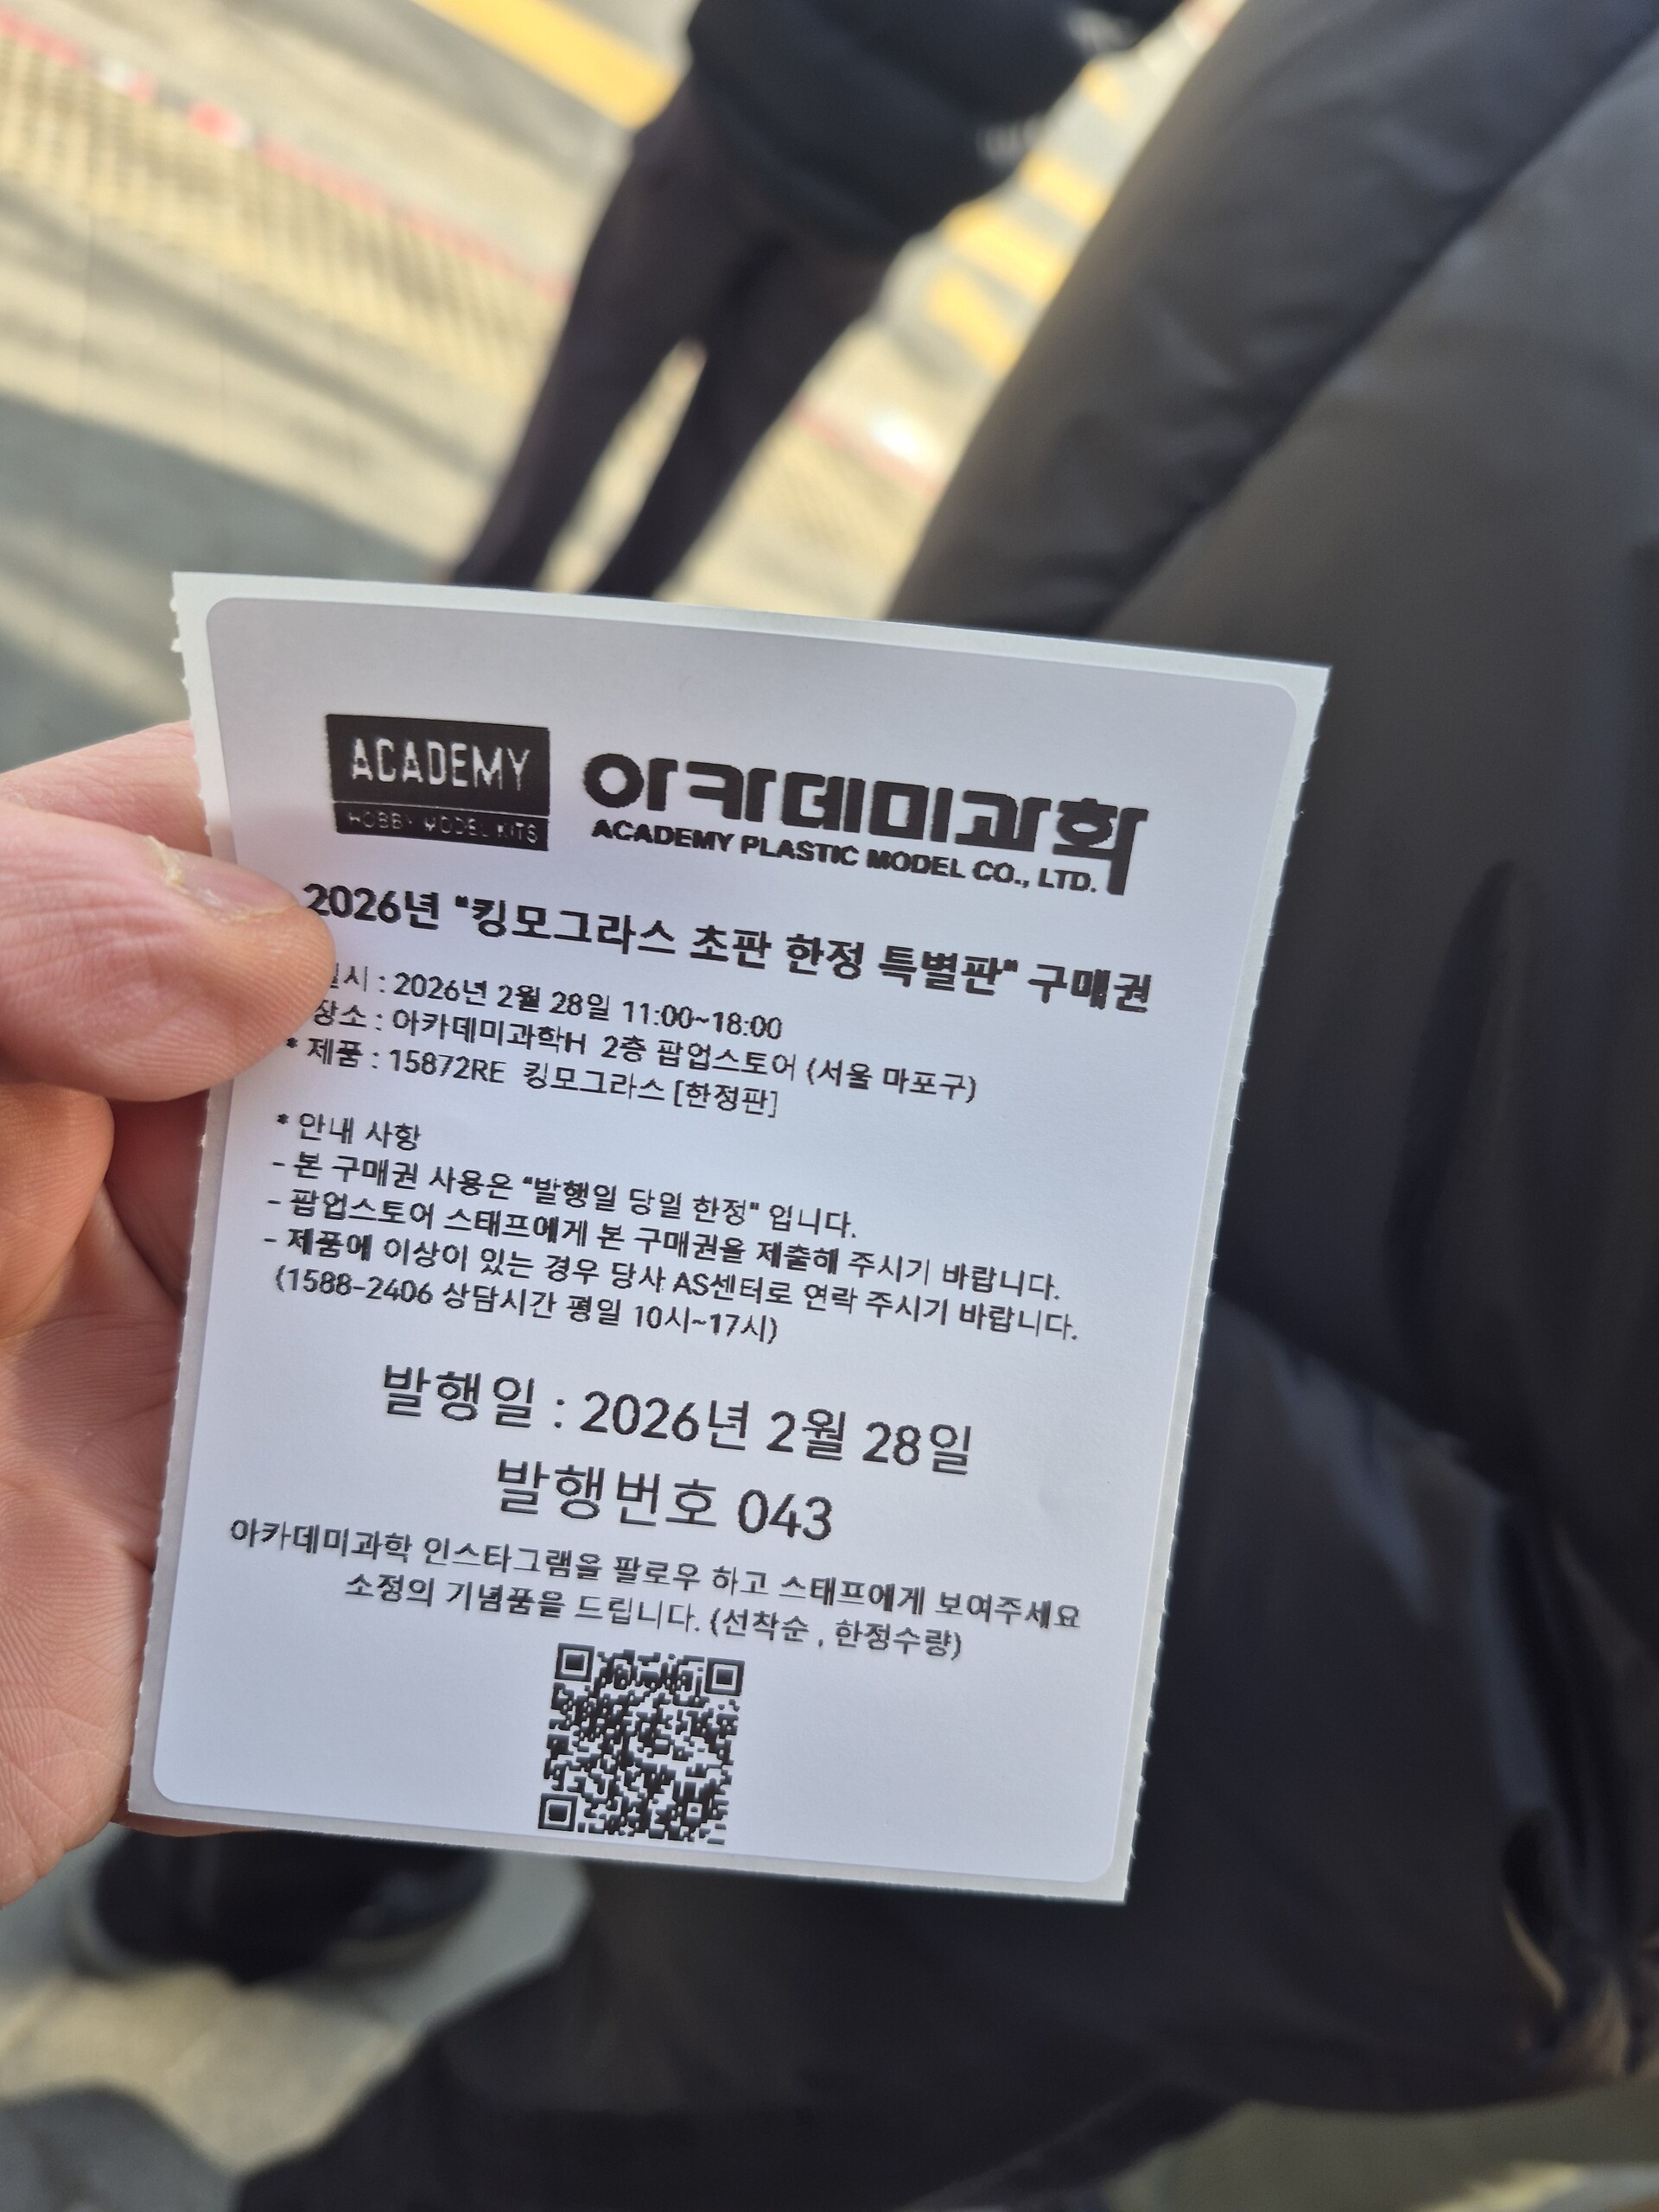 ACADEMY
HOBBY MODEL KITS
아카데미과학
ACADEMY PLASTIC MODEL CO., LTD.
2026년 "킹모그라스 초판 한정 특별판" 구매권
일시 : 2026년 2월 28일 11:00~18:00
장소 : 아카데미과학H 2층 팝업스토어 (서울 마포구)
* 제품 : 15872RE 킹모그라스 [한정판]
* 안내 사항
- 본 구매권 사용은 "발행일 당일 한정" 입니다.
- 팝업스토어 스태프에게 본 구매권을 제출해 주시기 바랍니다.
- 제품에 이상이 있는 경우 당사 AS센터로 연락 주시기 바랍니다.
(1588-2406 상담시간 평일 10시~17시)
발행일 : 2026년 2월 28일
발행번호 043
아카데미과학 인스타그램을 팔로우 하고 스태프에게 보여주세요
소정의 기념품을 드립니다. (선착순 , 한정수량)